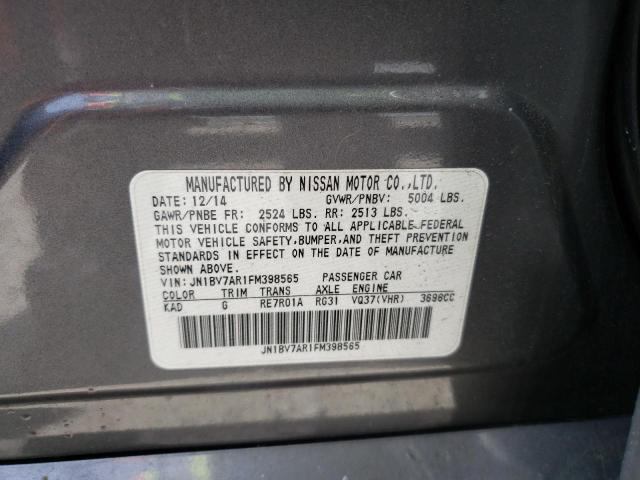 MANUFACTURED BY NISSAN MOTOR CO.,LTD.
DATE: 12/14 GVWR/PNBV: 5004 LBS.
GAWR/PNBE FR: 2524 LBS. RR: 2513 LBS.
THIS VEHICLE CONFORMS TO ALL APPLICABLE FEDERAL
MOTOR VEHICLE SAFETY,BUMPER,AND THEFT PREVENTION
STANDARDS IN EFFECT ON THE DATE OF MANUFACTURE
SHOWN ABOVE.
VIN: JN1BV7AR1FM398565 PASSENGER CAR
COLOR TRIM TRANS AXLE ENGINE
KAD G RE7R01A RG31 VQ37(VHR) 3696CC
JN1BV7AR1FM398565